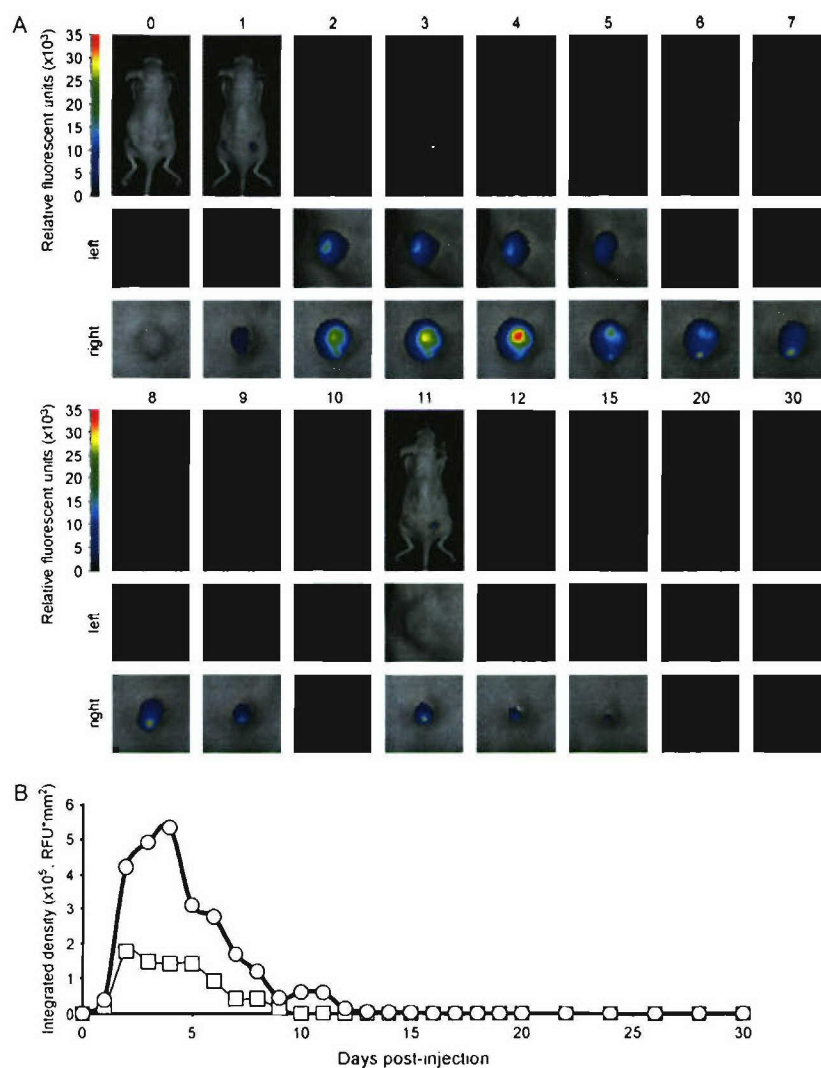 A
0 1 2 3 4 5 6 7
Relative fluorescent units (x10³)
35
30
25
20
15
10
5
0
left
right
8 9 10 11 12 15 20 30
Relative fluorescent units (x10³)
35
30
25
20
15
10
5
0
left
right
B
Integrated density (x10⁵, RFU*mm²)
6
5
4
3
2
1
0
0 5 10 15 20 25 30
Days post-injection